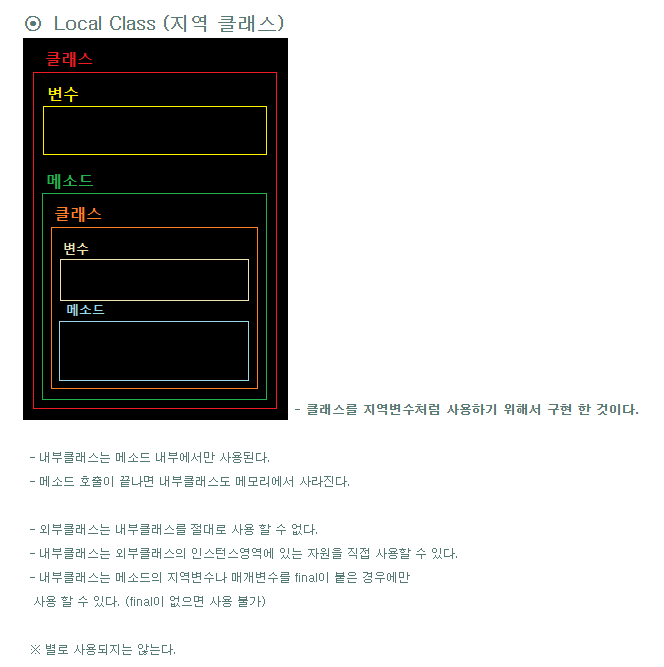 ⊙ Local Class (지역 클래스)
클래스
변수
메소드
클래스
변수
메소드
- 클래스를 지역변수처럼 사용하기 위해서 구현 한 것이다.
- 내부클래스는 메소드 내부에서만 사용된다.
- 메소드 호출이 끝나면 내부클래스도 메모리에서 사라진다.
- 외부클래스는 내부클래스를 절대로 사용 할 수 없다.
- 내부클래스는 외부클래스의 인스턴스영역에 있는 자원을 직접 사용할 수 있다.
- 내부클래스는 메소드의 지역변수나 매개변수를 final이 붙은 경우에만
사용 할 수 있다. (final이 없으면 사용 불가)
※ 별로 사용되지는 않는다.